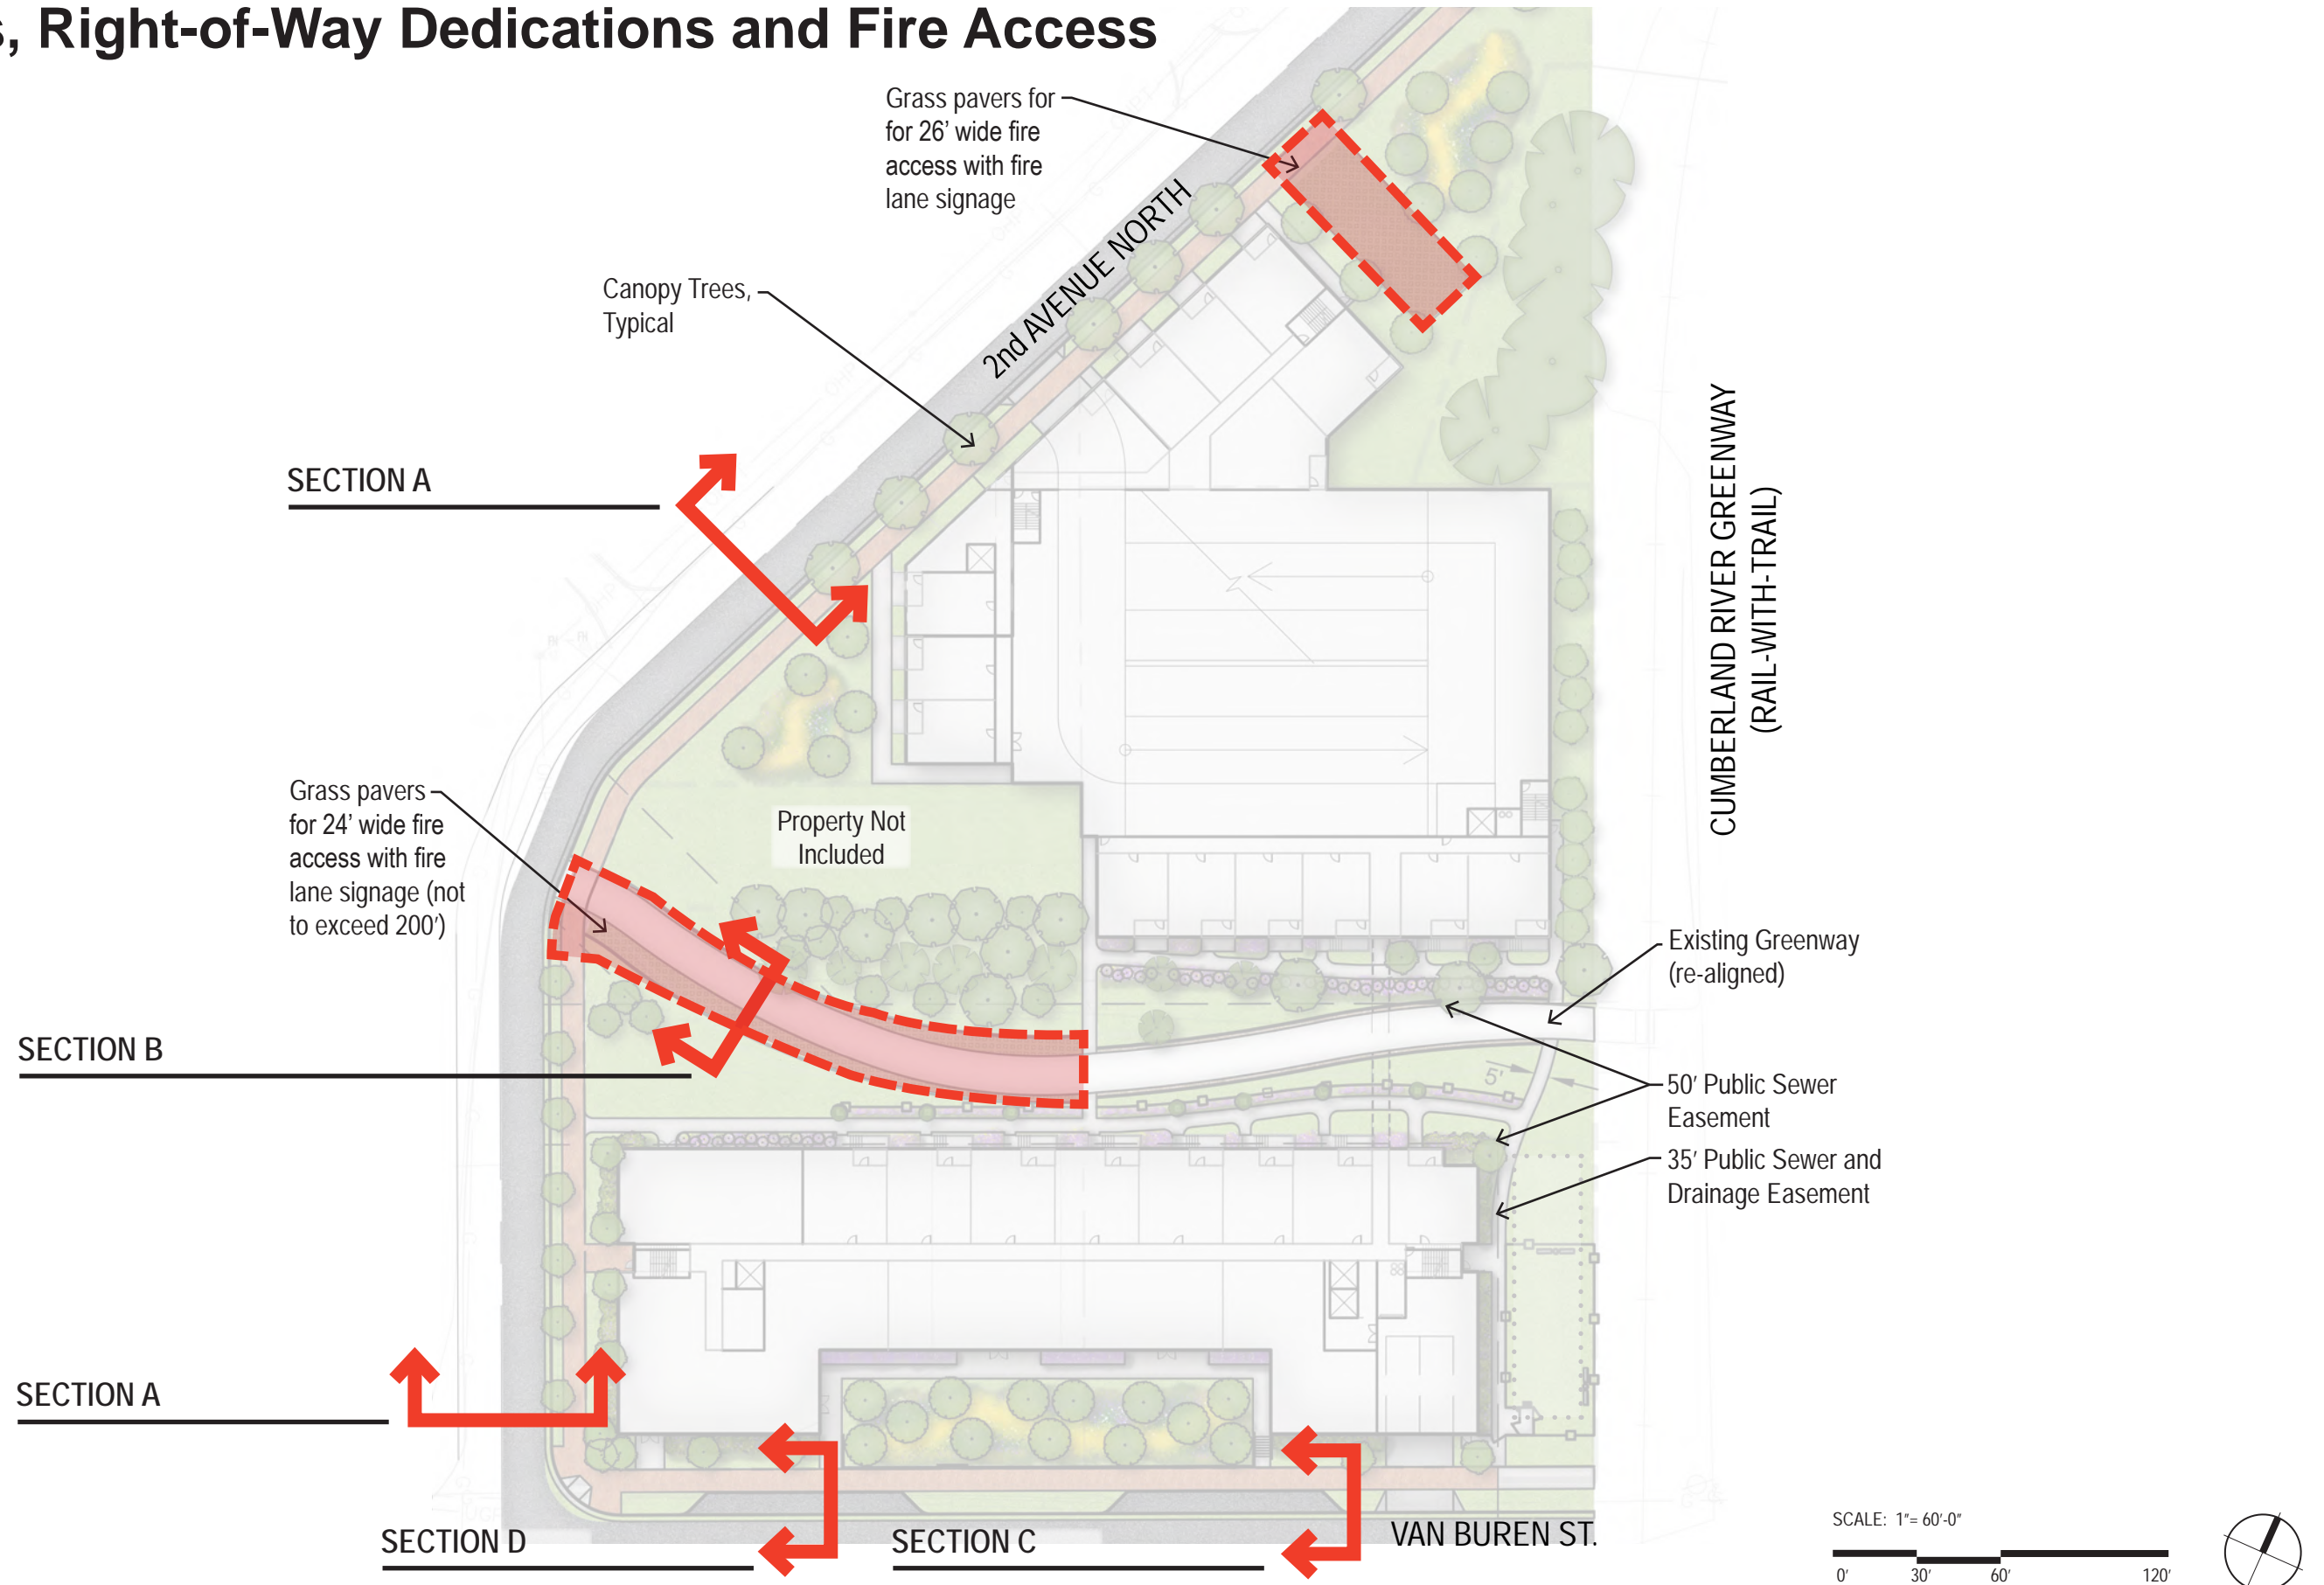 s, Right-of-Way Dedications and Fire Access
Grass pavers for
for 26’ wide fire
access with fire
lane signage
2nd AVENUE NORTH
Canopy Trees,
Typical
SECTION A
CUMBERLAND RIVER GREENWAY
(RAIL-WITH-TRAIL)
Grass pavers
for 24’ wide fire
access with fire
lane signage (not
to exceed 200’)
Property Not
Included
Existing Greenway
(re-aligned)
SECTION B
5'
50’ Public Sewer
Easement
35’ Public Sewer and
Drainage Easement
SECTION A
SECTION D
SECTION C
VAN BUREN ST.
SCALE: 1"= 60'-0"
0' 30' 60' 120'